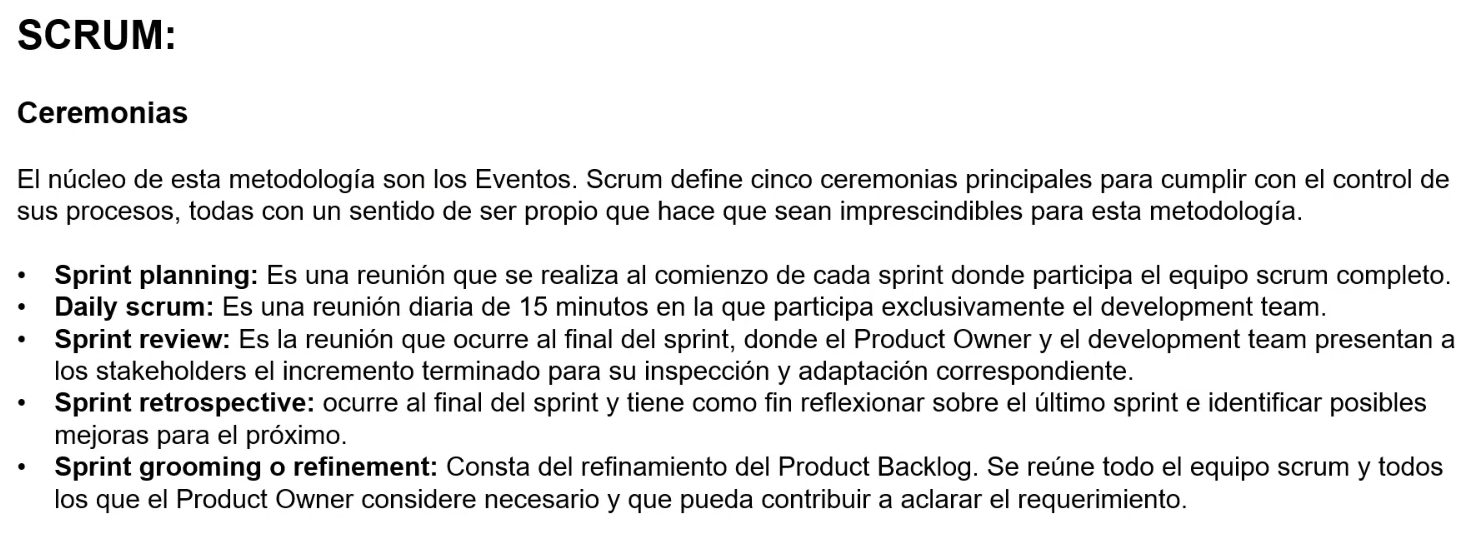 SCRUM:
Ceremonias
El núcleo de esta metodología son los Eventos. Scrum define cinco ceremonias principales para cumplir con el control de
sus procesos, todas con un sentido de ser propio que hace que sean imprescindibles para esta metodología.
• Sprint planning: Es una reunión que se realiza al comienzo de cada sprint donde participa el equipo scrum completo.
• Daily scrum: Es una reunión diaria de 15 minutos en la que participa exclusivamente el development team.
• Sprint review: Es la reunión que ocurre al final del sprint, donde el Product Owner y el development team presentan a
los stakeholders el incremento terminado para su inspección y adaptación correspondiente.
• Sprint retrospective: ocurre al final del sprint y tiene como fin reflexionar sobre el último sprint e identificar posibles
mejoras para el próximo.
• Sprint grooming o refinement: Consta del refinamiento del Product Backlog. Se reúne todo el equipo scrum y todos
los que el Product Owner considere necesario y que pueda contribuir a aclarar el requerimiento.